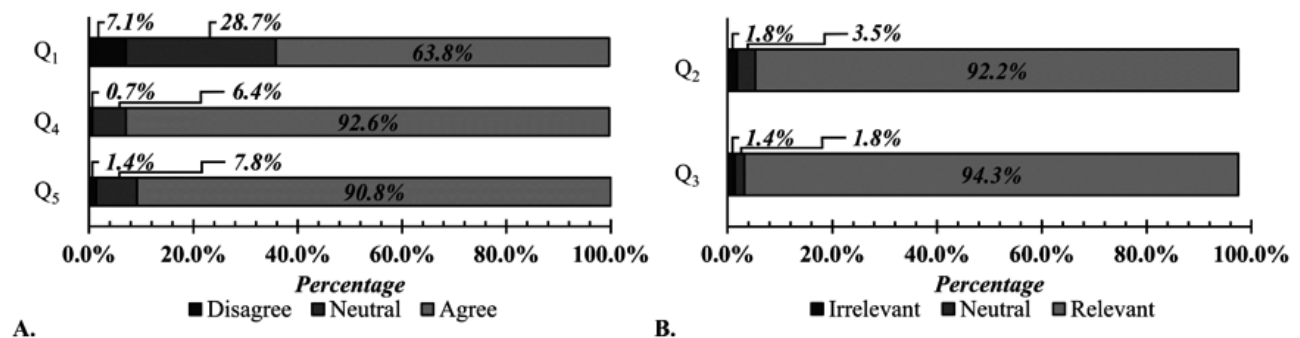 7.1% 28.7%
Q1 63.8%
0.7% 6.4%
Q4 92.6%
1.4% 7.8%
Q5 90.8%
0.0% 20.0% 40.0% 60.0% 80.0% 100.0%
Percentage
Disagree Neutral Agree
A.
1.8% 3.5%
Q2 92.2%
1.4% 1.8%
Q3 94.3%
0.0% 20.0% 40.0% 60.0% 80.0% 100.0%
Percentage
Irrelevant Neutral Relevant
B.